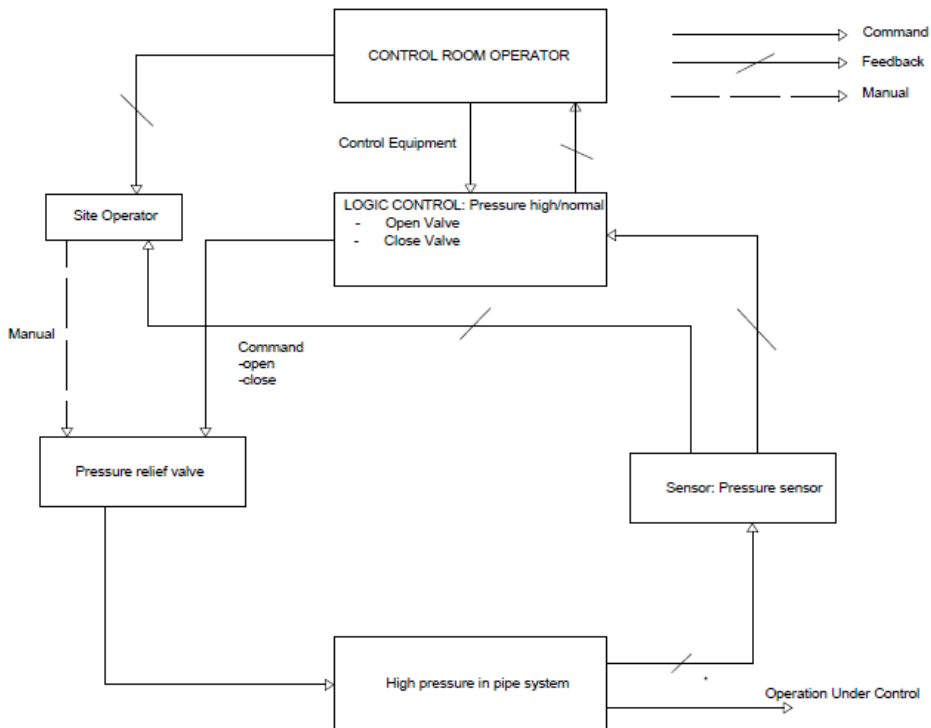 CONTROL ROOM OPERATOR
Command
Feedback
Manual
Control Equipment
Site Operator
LOGIC CONTROL: Pressure high/normal
- Open Valve
- Close Valve
Manual
Command
-open
-close
Pressure relief valve
Sensor: Pressure sensor
High pressure in pipe system
Operation Under Control